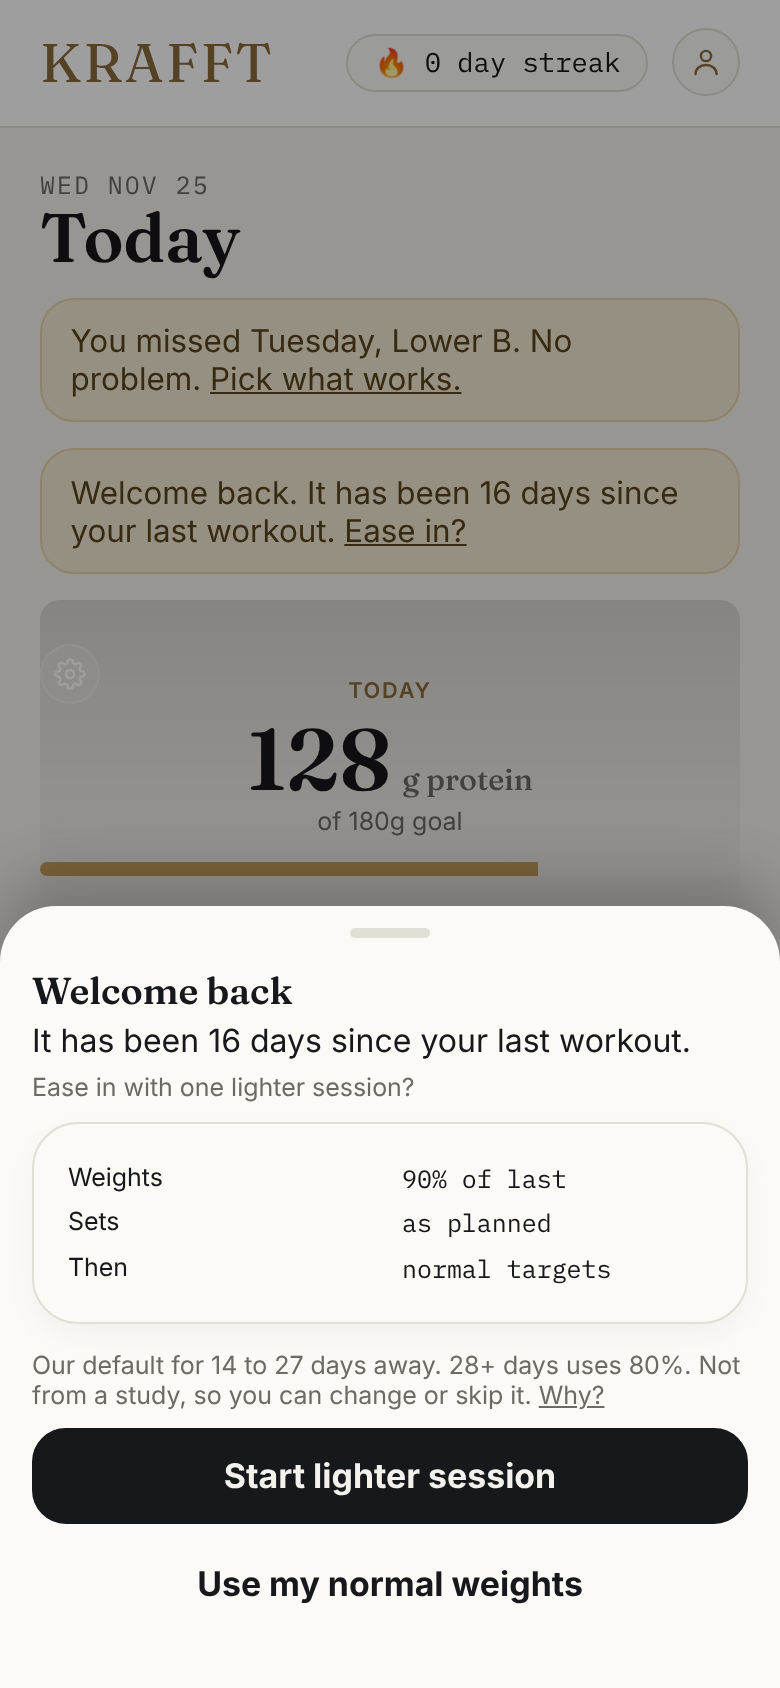 KRAFFT
🔥 0 day streak
WED NOV 25
Today
You missed Tuesday, Lower B. No
problem. Pick what works.
Welcome back. It has been 16 days since
your last workout. Ease in?
TODAY
128 g protein
of 180g goal
Welcome back
It has been 16 days since your last workout.
Ease in with one lighter session?
Weights 90% of last
Sets as planned
Then normal targets
Our default for 14 to 27 days away. 28+ days uses 80%. Not
from a study, so you can change or skip it. Why?
Start lighter session
Use my normal weights